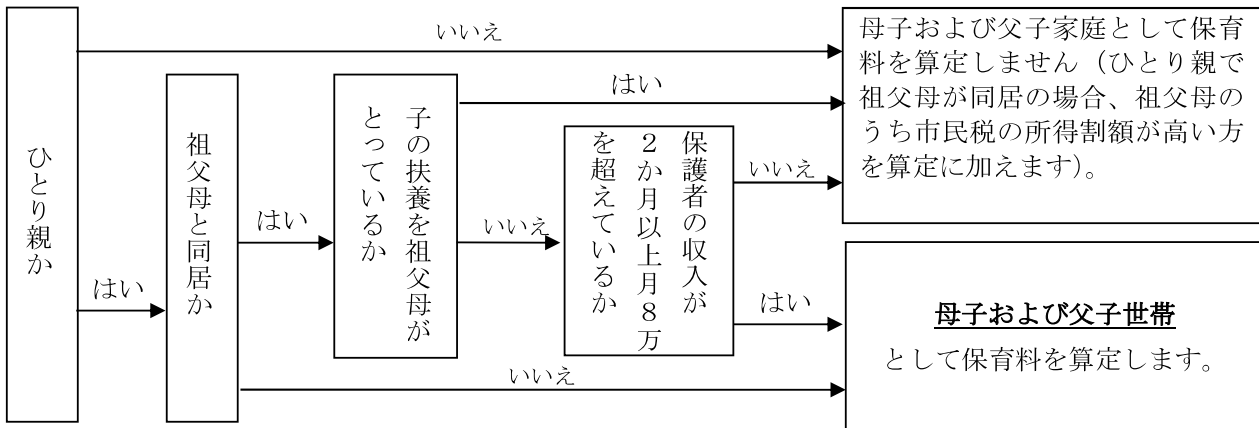 ひとり親か
いいえ
はい
祖父母と同居か
はい
いいえ
子の扶養を祖父母が
とっているか
はい
いいえ
保護者の収入が
２か月以上月８万
を超えているか
いいえ
はい
母子および父子家庭として保育
料を算定しません（ひとり親で
祖父母が同居の場合、祖父母の
うち市民税の所得割額が高い方
を算定に加えます）。
母子および父子世帯
として保育料を算定します。